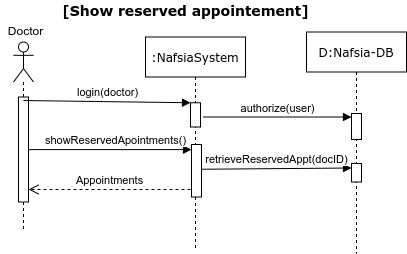 [Show reserved appointement]
Doctor
:NafsiaSystem
D:Nafsia-DB
login(doctor)
authorize(user)
showReservedApointments()
retrieveReservedAppt(docID)
Appointments